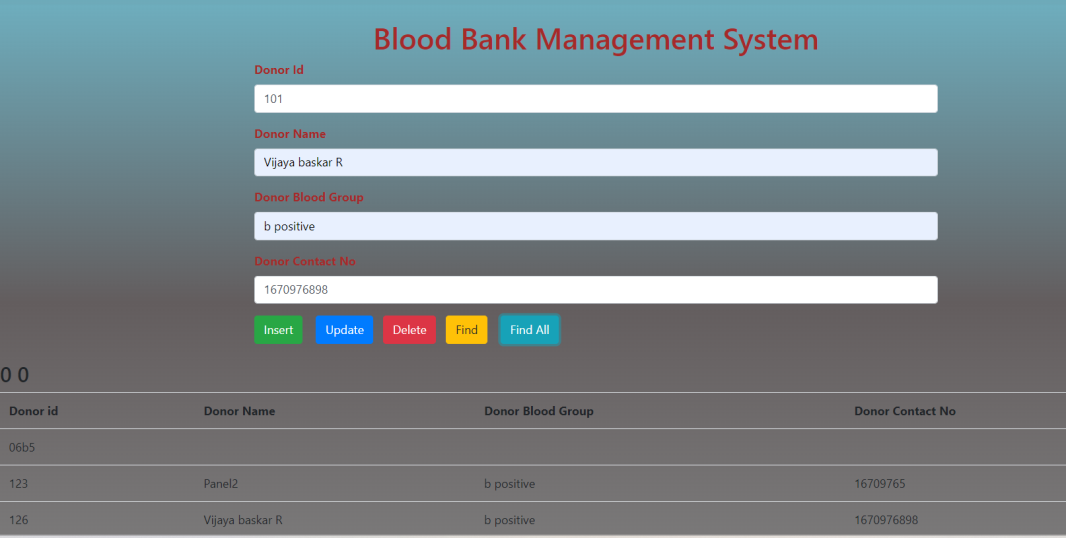 Blood Bank Management System
Donor Id
101
Donor Name
Vijaya baskar R
Donor Blood Group
b positive
Donor Contact No
1670976898
Insert Update Delete Find Find All
0 0
Donor id Donor Name Donor Blood Group Donor Contact No
06b5
123 Panel2 b positive 16709765
126 Vijaya baskar R b positive 1670976898